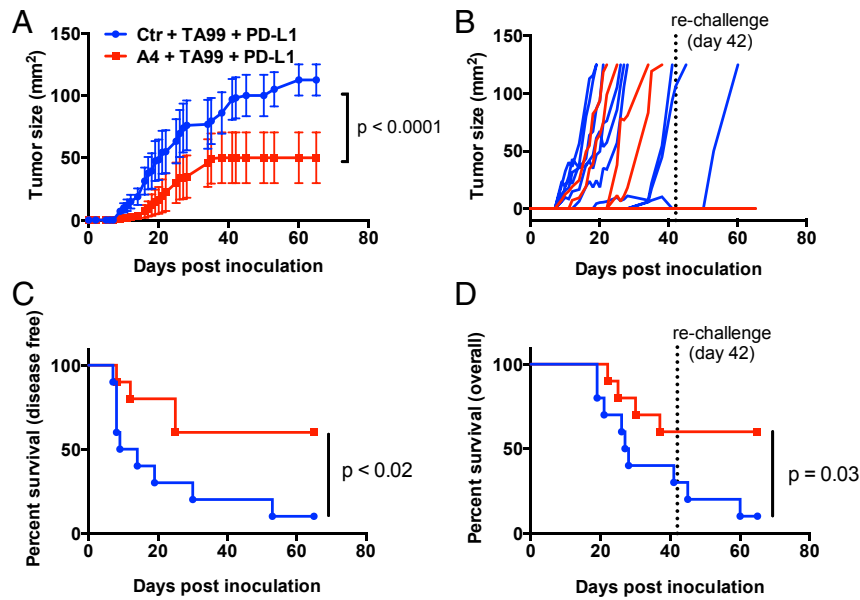 A
Ctr + TA99 + PD-L1
A4 + TA99 + PD-L1
Tumor size (mm²)
150
100
50
0
0 20 40 60 80
Days post inoculation
p < 0.0001
B
re-challenge
(day 42)
Tumor size (mm²)
150
100
50
0
0 20 40 60 80
Days post inoculation
C
Percent survival (disease free)
100
50
0
0 20 40 60 80
Days post inoculation
p < 0.02
D
re-challenge
(day 42)
Percent survival (overall)
100
50
0
0 20 40 60 80
Days post inoculation
p = 0.03